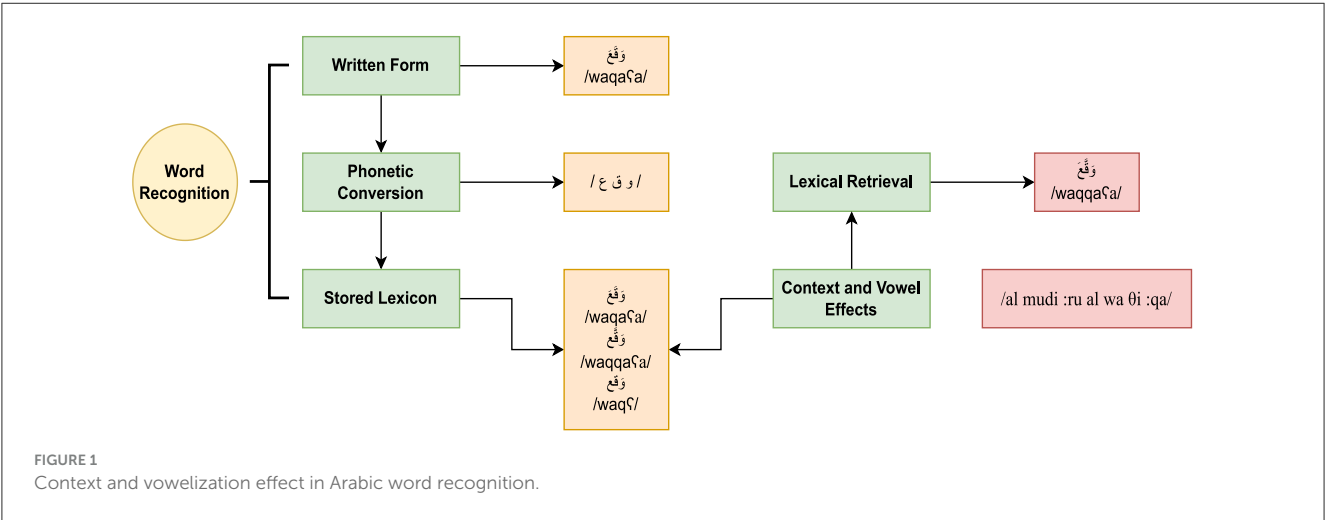 Word
Recognition
Written Form
وَقَّعَ
/waqaʕa/
Phonetic
Conversion
/ و ق ع /
Stored Lexicon
وَقَّعَ
/waqaʕa/
وَقَّع
/waqqaʕa/
وَقّع
/waqʕ/
Lexical Retrieval
وَقَّعَ
/waqqaʕa/
Context and Vowel
Effects
/al mudi :ru al wa θi :qa/
FIGURE 1
Context and vowelization effect in Arabic word recognition.